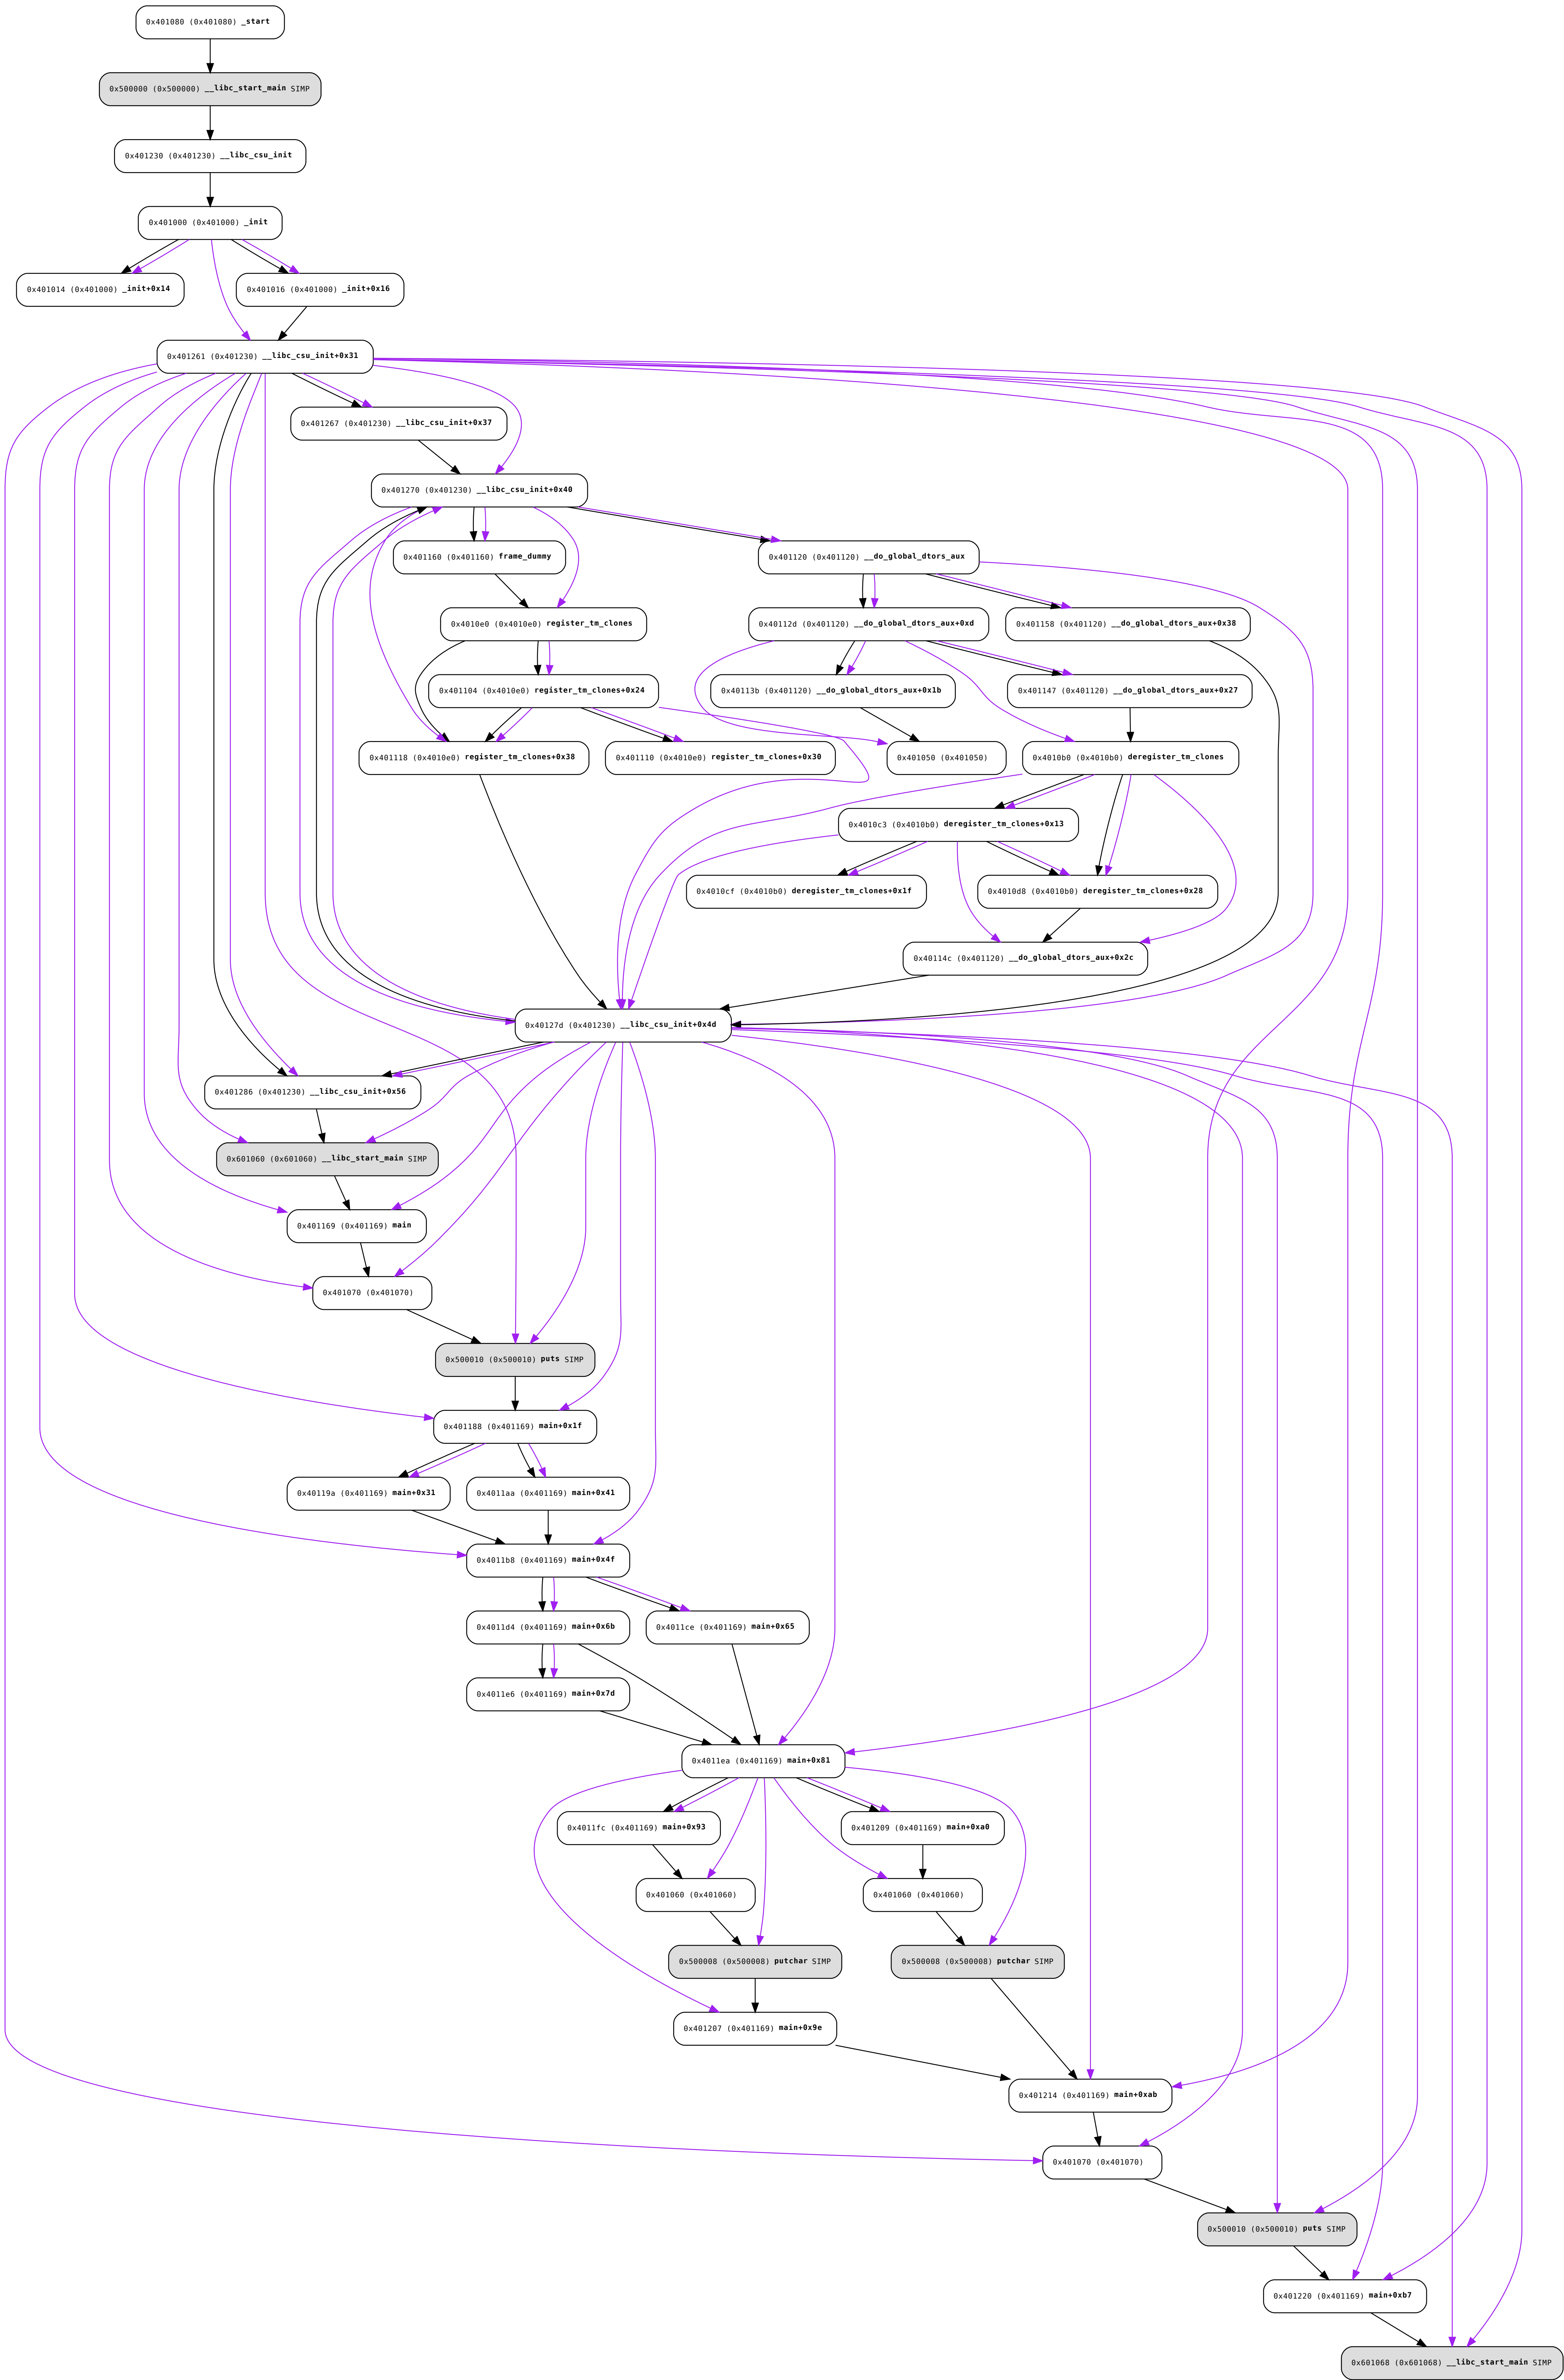 0x401080 (0x401080) _start
0x500000 (0x500000) __libc_start_main SIMP
0x401230 (0x401230) __libc_csu_init
0x401000 (0x401000) _init
0x401014 (0x401000) _init+0x14
0x401016 (0x401000) _init+0x16
0x401261 (0x401230) __libc_csu_init+0x31
0x401267 (0x401230) __libc_csu_init+0x37
0x401270 (0x401230) __libc_csu_init+0x40
0x401160 (0x401160) frame_dummy
0x401120 (0x401120) __do_global_dtors_aux
0x4010e0 (0x4010e0) register_tm_clones
0x40112d (0x401120) __do_global_dtors_aux+0xd
0x401158 (0x401120) __do_global_dtors_aux+0x38
0x401104 (0x4010e0) register_tm_clones+0x24
0x40113b (0x401120) __do_global_dtors_aux+0x1b
0x401147 (0x401120) __do_global_dtors_aux+0x27
0x401118 (0x4010e0) register_tm_clones+0x38
0x401110 (0x4010e0) register_tm_clones+0x30
0x401050 (0x401050)
0x4010b0 (0x4010b0) deregister_tm_clones
0x4010c3 (0x4010b0) deregister_tm_clones+0x13
0x4010cf (0x4010b0) deregister_tm_clones+0x1f
0x4010d8 (0x4010b0) deregister_tm_clones+0x28
0x40114c (0x401120) __do_global_dtors_aux+0x2c
0x40127d (0x401230) __libc_csu_init+0x4d
0x401286 (0x401230) __libc_csu_init+0x56
0x601060 (0x601060) __libc_start_main SIMP
0x401169 (0x401169) main
0x401070 (0x401070)
0x500010 (0x500010) puts SIMP
0x401188 (0x401169) main+0x1f
0x40119a (0x401169) main+0x31
0x4011aa (0x401169) main+0x41
0x4011b8 (0x401169) main+0x4f
0x4011d4 (0x401169) main+0x6b
0x4011ce (0x401169) main+0x65
0x4011e6 (0x401169) main+0x7d
0x4011ea (0x401169) main+0x81
0x4011fc (0x401169) main+0x93
0x401209 (0x401169) main+0xa0
0x401060 (0x401060)
0x401060 (0x401060)
0x500008 (0x500008) putchar SIMP
0x500008 (0x500008) putchar SIMP
0x401207 (0x401169) main+0x9e
0x401214 (0x401169) main+0xab
0x401070 (0x401070)
0x500010 (0x500010) puts SIMP
0x401220 (0x401169) main+0xb7
0x601068 (0x601068) __libc_start_main SIMP